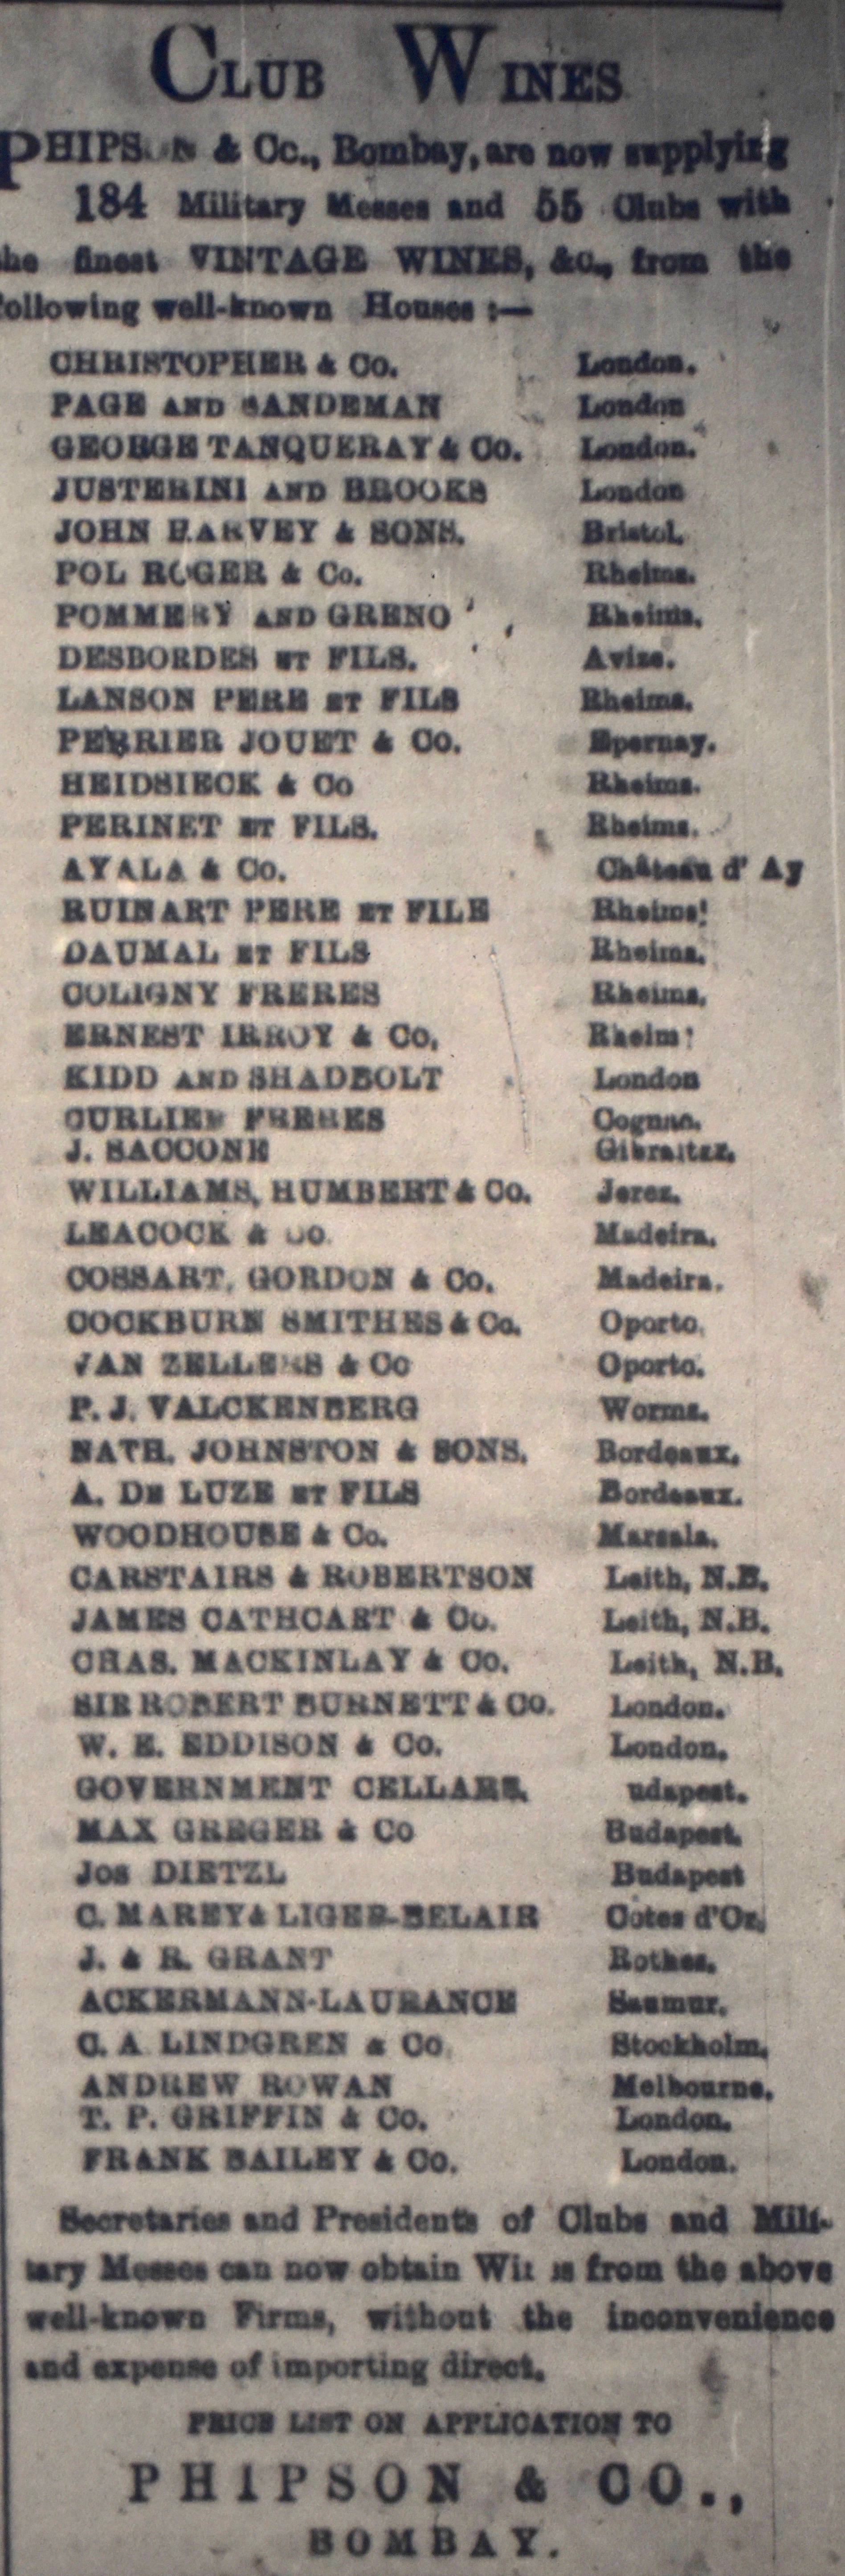 CLUB WINES
PHIPSON & Co., Bombay, are now supplying
184 Military Messes and 55 Clubs with
the finest VINTAGE WINES, &c., from the
following well-known Houses :—
CHRISTOPHER & Co. London.
PAGE AND SANDEMAN London
GEORGE TANQUERAY & Co. London.
JUSTERINI AND BROOKS London
JOHN HARVEY & SONS. Bristol.
POL ROGER & Co. Rheims.
POMMERY AND GRENO Rheims.
DESBORDES ET FILS. Avize.
LANSON PERE ET FILS Rheims.
PERRIER JOUET & Co. Epernay.
HEIDSIECK & Co Rheims.
PERINET ET FILS. Rheims.
AYALA & Co. Château d' Ay
RUINART PERE ET FILE Rheims!
DAUMAL ET FILS Rheims.
COLIGNY FRERES Rheims.
ERNEST IRROY & Co, Rheim:
KIDD AND SHADBOLT London
CURLIER FRERES Cognac.
J. SACCONE Gibraltar.
WILLIAMS, HUMBERT & Co. Jerez.
LEACOCK & Co. Madeira.
COSSART, GORDON & Co. Madeira.
COCKBURN SMITHES & Co. Oporto.
VAN ZELLERS & Co Oporto.
P. J. VALCKENBERG Worms.
NATH. JOHNSTON & SONS. Bordeaux.
A. DE LUZE ET FILS Bordeaux.
WOODHOUSE & Co. Marsala.
CARSTAIRS & ROBERTSON Leith, N.B.
JAMES CATHCART & Co. Leith, N.B.
CHAS. MACKINLAY & Co. Leith, N.B.
SIR ROBERT BURNETT & CO. London.
W. E. EDDISON & Co. London.
GOVERNMENT CELLARS, udapest.
MAX GREGER & Co Budapest.
Jos DIETZL Budapest
C. MAREY & LIGER-BELAIR Cotes d'Or,
J. & R. GRANT Rothes.
ACKERMANN-LAURANCE Saumur.
C. A LINDGREN & Co. Stockholm.
ANDREW ROWAN Melbourne.
T. P. GRIFFIN & Co. London.
FRANK BAILEY & Co. London.
Secretaries and Presidents of Clubs and Mili-
tary Messes can now obtain Wines from the above
well-known Firms, without the inconvenience
and expense of importing direct.
PRICE LIST ON APPLICATION TO
PHIPSON & CO.,
BOMBAY.